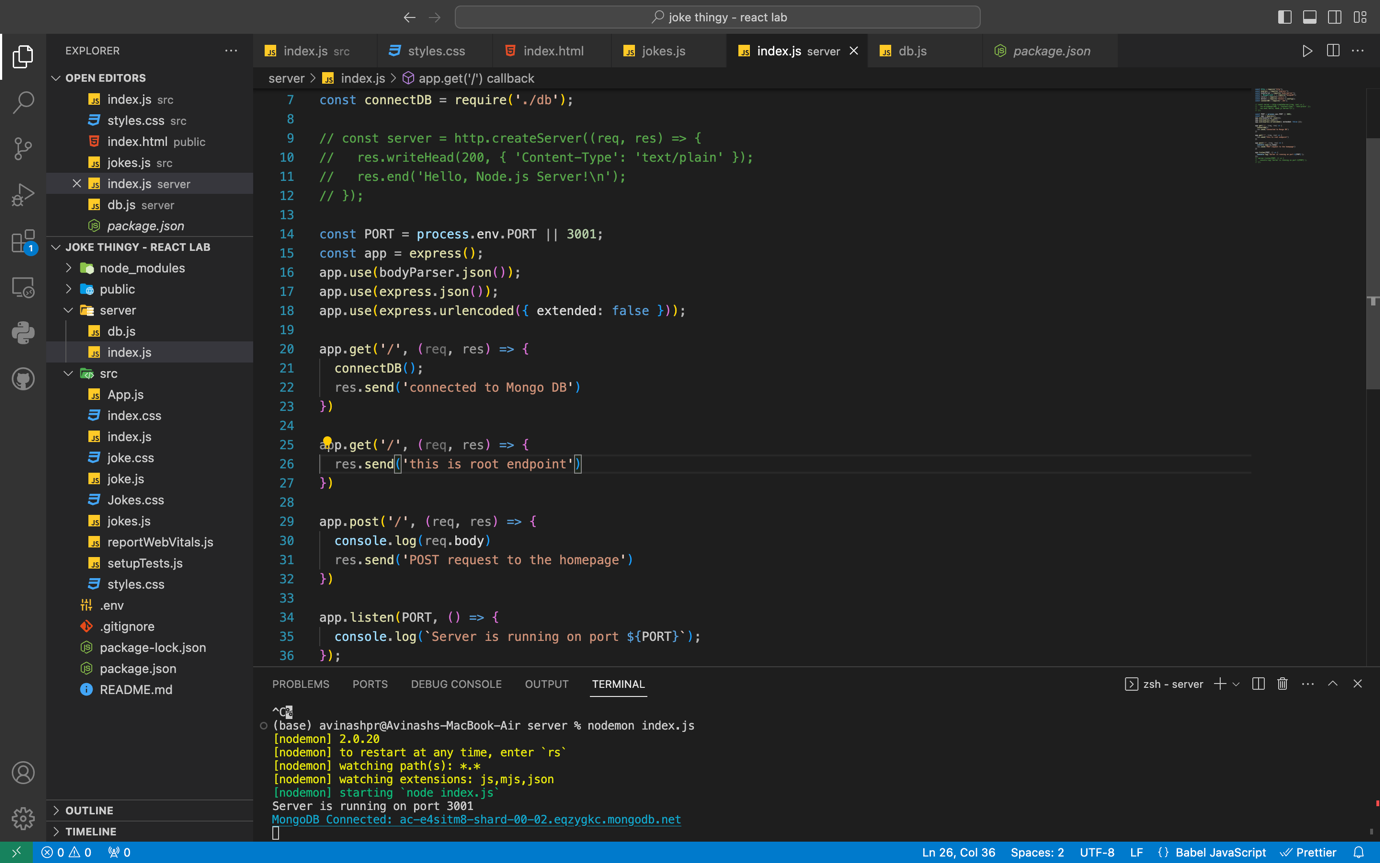 joke thingy - react lab
EXPLORER
index.js src
styles.css
index.html
jokes.js
index.js server
db.js
package.json
server > index.js > app.get('/') callback
OPEN EDITORS
index.js src
styles.css src
index.html public
jokes.js src
index.js server
db.js server
package.json
1
JOKE THINGY - REACT LAB
node_modules
public
server
db.js
index.js
src
App.js
index.css
index.js
joke.css
joke.js
Jokes.css
jokes.js
reportWebVitals.js
setupTests.js
styles.css
.env
.gitignore
package-lock.json
package.json
README.md
OUTLINE
TIMELINE
7 const connectDB = require('./db');
8
9 // const server = http.createServer((req, res) => {
10 //   res.writeHead(200, { 'Content-Type': 'text/plain' });
11 //   res.end('Hello, Node.js Server!\n');
12 // });
13
14 const PORT = process.env.PORT || 3001;
15 const app = express();
16 app.use(bodyParser.json());
17 app.use(express.json());
18 app.use(express.urlencoded({ extended: false }));
19
20 app.get('/', (req, res) => {
21   connectDB();
22   res.send('connected to Mongo DB')
23 })
24
25 app.get('/', (req, res) => {
26   res.send('this is root endpoint')
27 })
28
29 app.post('/', (req, res) => {
30   console.log(req.body)
31   res.send('POST request to the homepage')
32 })
33
34 app.listen(PORT, () => {
35   console.log(`Server is running on port ${PORT}`);
36 });
PROBLEMS PORTS DEBUG CONSOLE OUTPUT TERMINAL
zsh - server
^C%
(base) avinashpr@Avinashs-MacBook-Air server % nodemon index.js
[nodemon] 2.0.20
[nodemon] to restart at any time, enter `rs`
[nodemon] watching path(s): *.*
[nodemon] watching extensions: js,mjs,json
[nodemon] starting `node index.js`
Server is running on port 3001
MongoDB Connected: ac-e4sitm8-shard-00-02.eqzygkc.mongodb.net
0 0 0
Ln 26, Col 36 Spaces: 2 UTF-8 LF {} Babel JavaScript Prettier